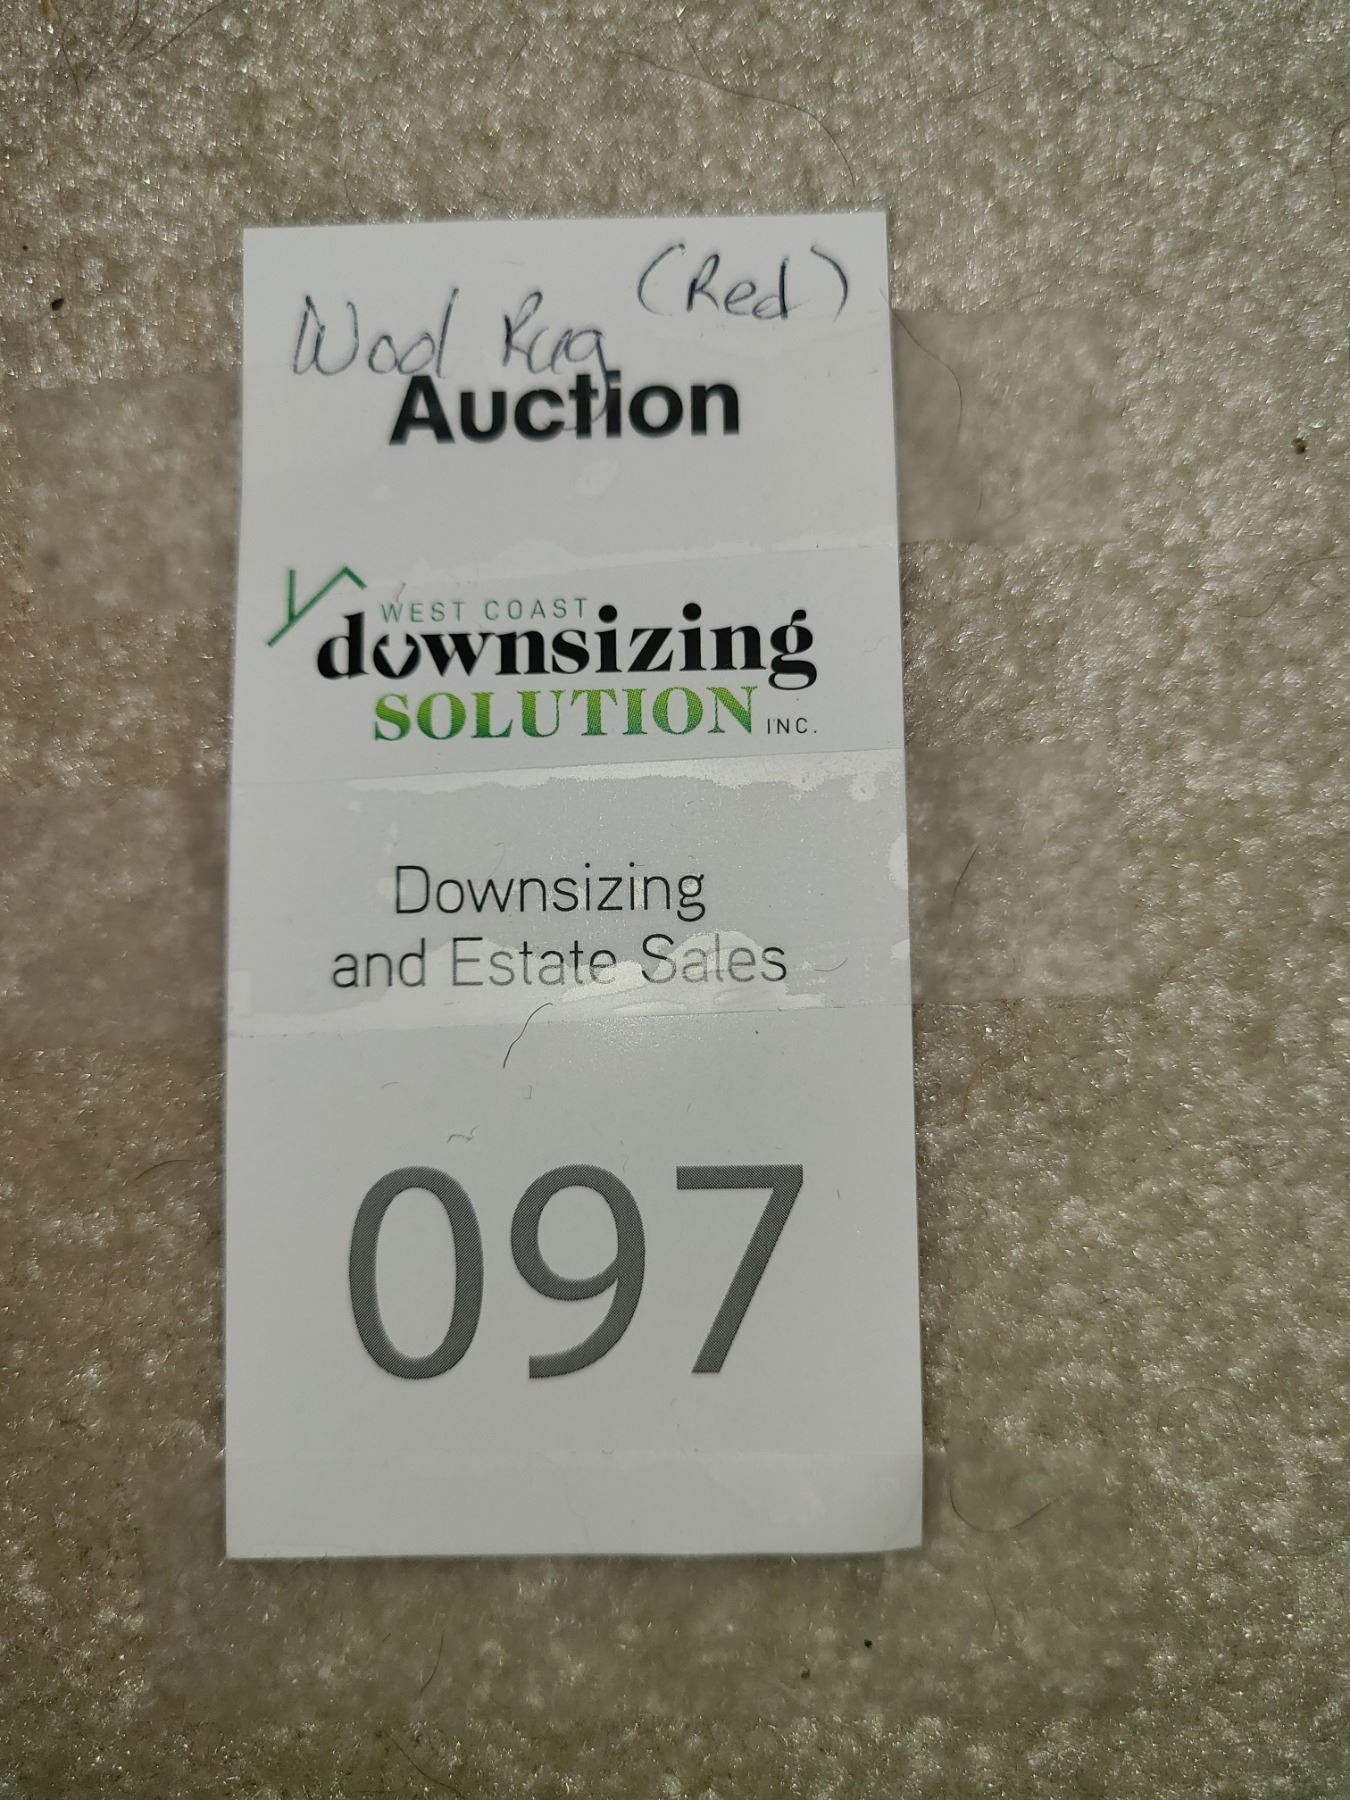 (Red)
Wool Rug
Auction
WEST COAST
downsizing
SOLUTION INC.
Downsizing
and Estate Sales
097